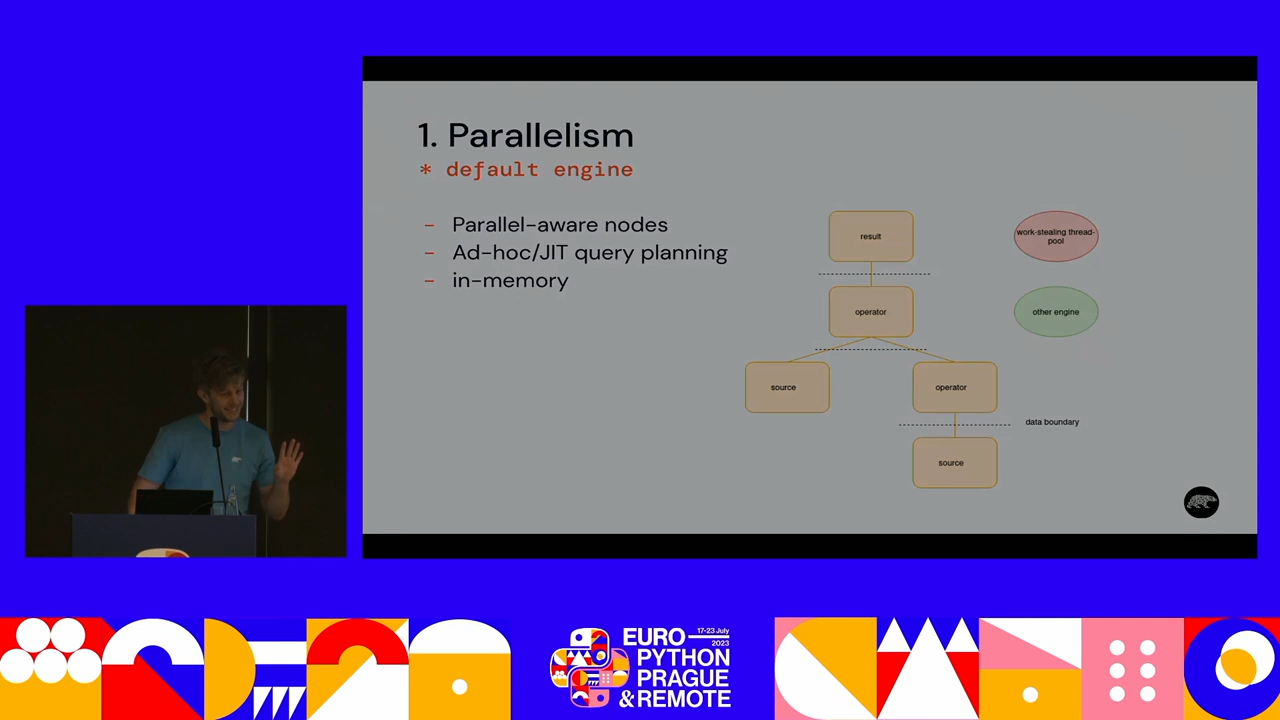 1. Parallelism
* default engine
– Parallel-aware nodes
– Ad-hoc/JIT query planning
– in-memory
result
work-stealing thread-
pool
operator
other engine
source
operator
data boundary
source
EURO 17-23 July
2023
PYTHON
PRAGUE
& REMOTE